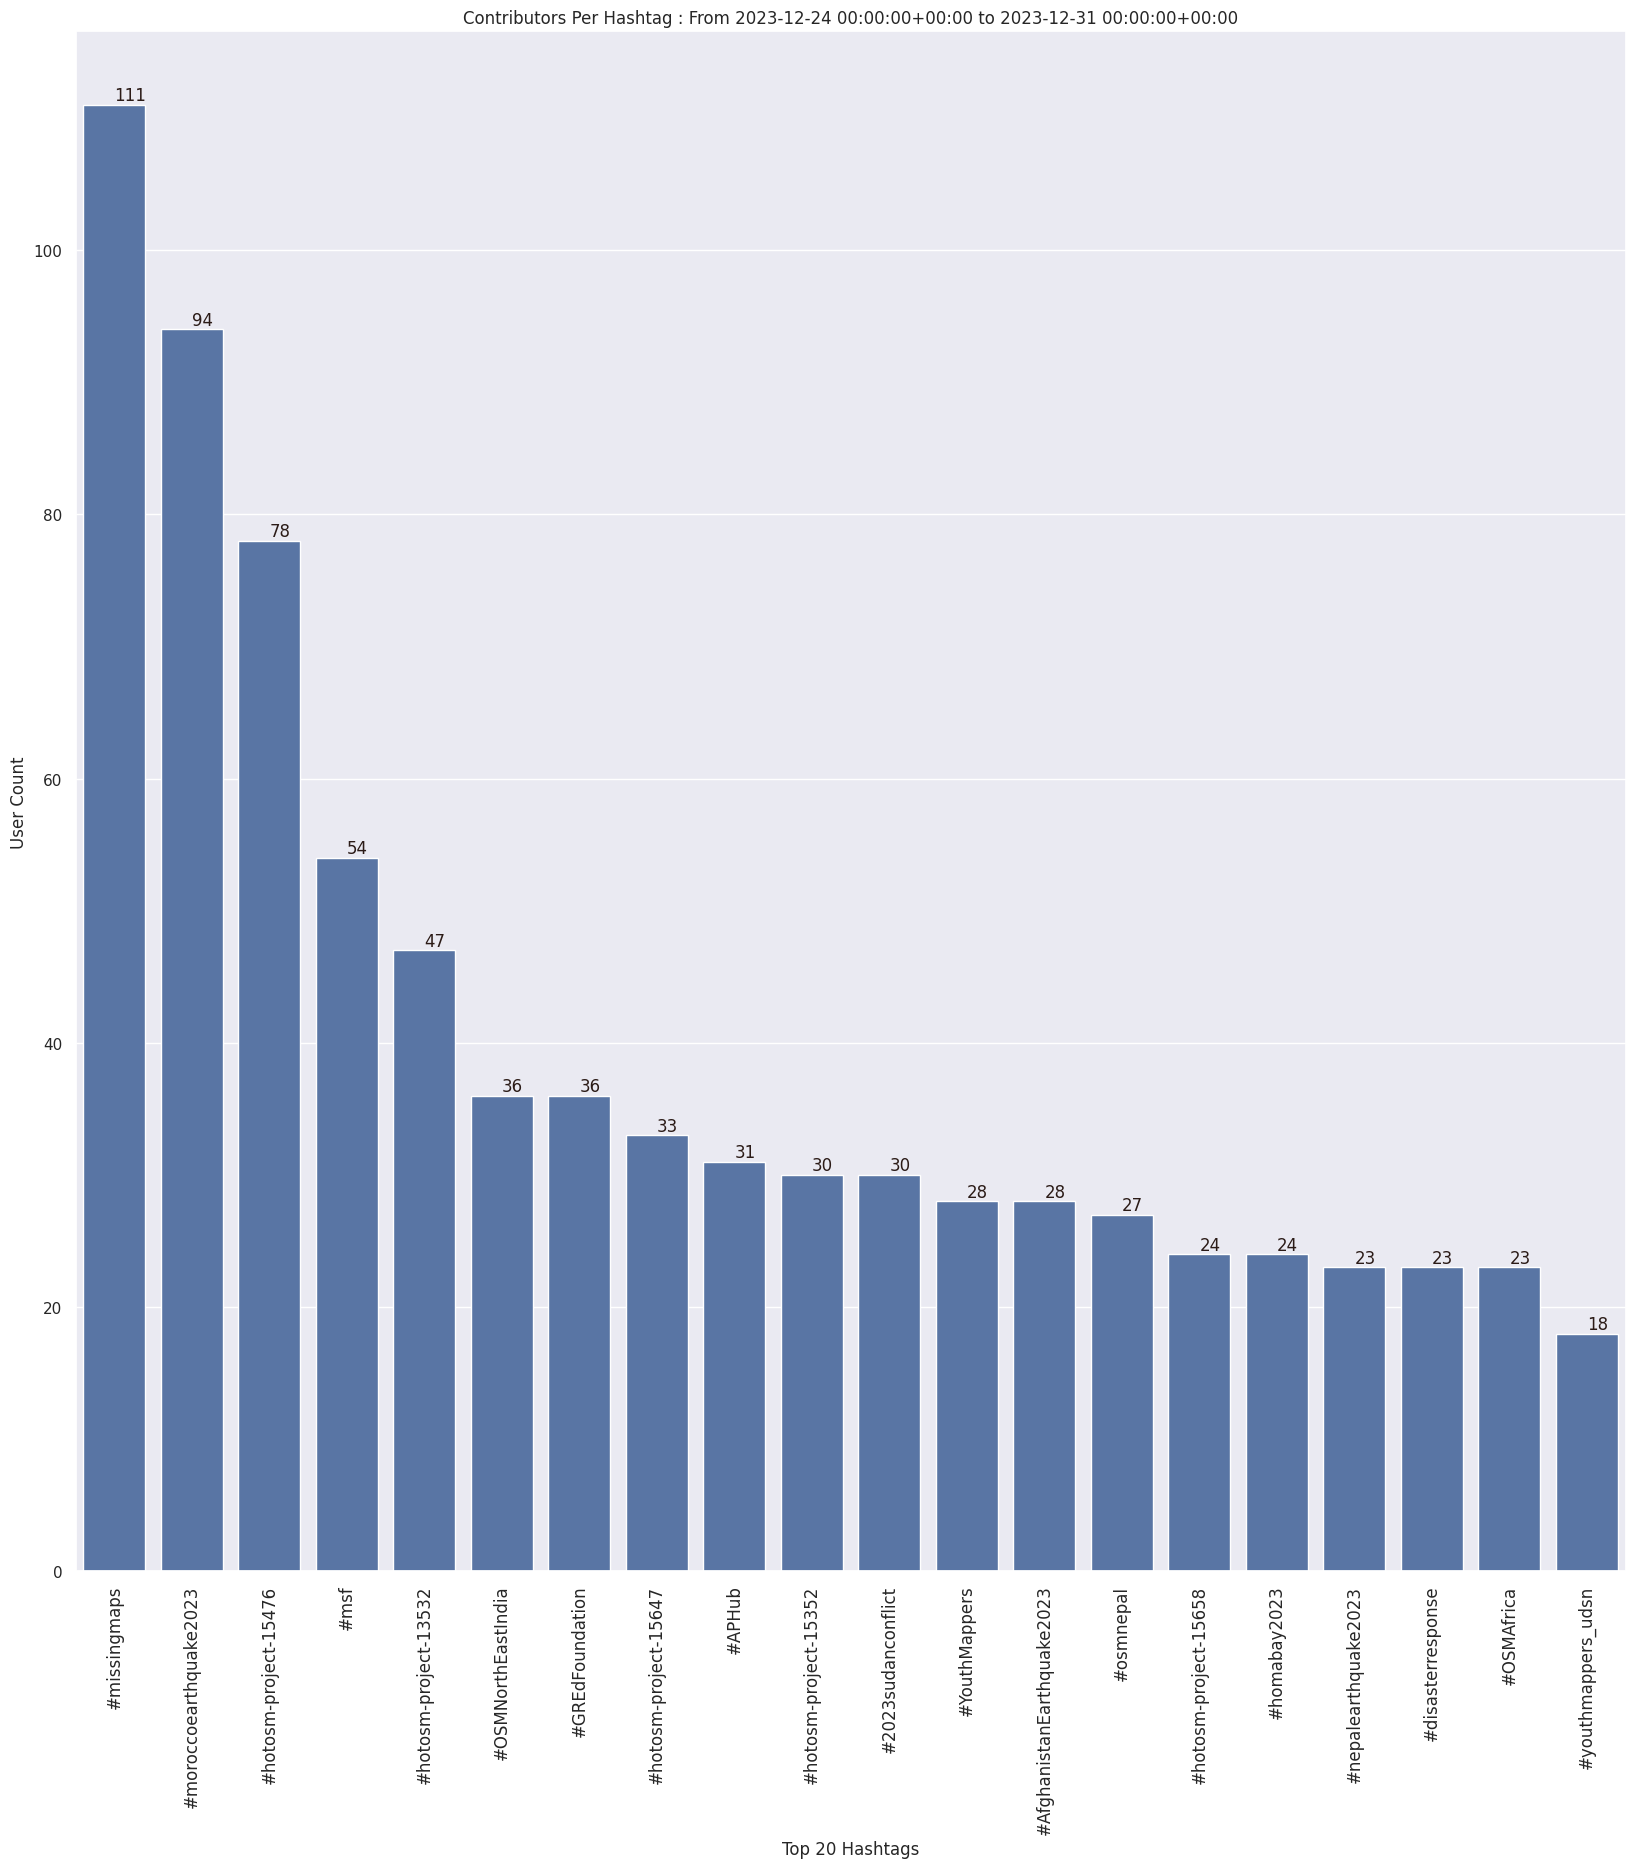 Contributors Per Hashtag : From 2023-12-24 00:00:00+00:00 to 2023-12-31 00:00:00+00:00
User Count
100
80
60
40
20
0
111
94
78
54
47
36
36
33
31
30
30
28
28
27
24
24
23
23
23
18
#missingmaps
#moroccoearthquake2023
#hotosm-project-15476
#msf
#hotosm-project-13532
#OSMNorthEastIndia
#GREdFoundation
#hotosm-project-15647
#APHub
#hotosm-project-15352
#2023sudanconflict
#YouthMappers
#AfghanistanEarthquake2023
#osmnepal
#hotosm-project-15658
#homabay2023
#nepalearthquake2023
#disasterresponse
#OSMAfrica
#youthmappers_udsn
Top 20 Hashtags